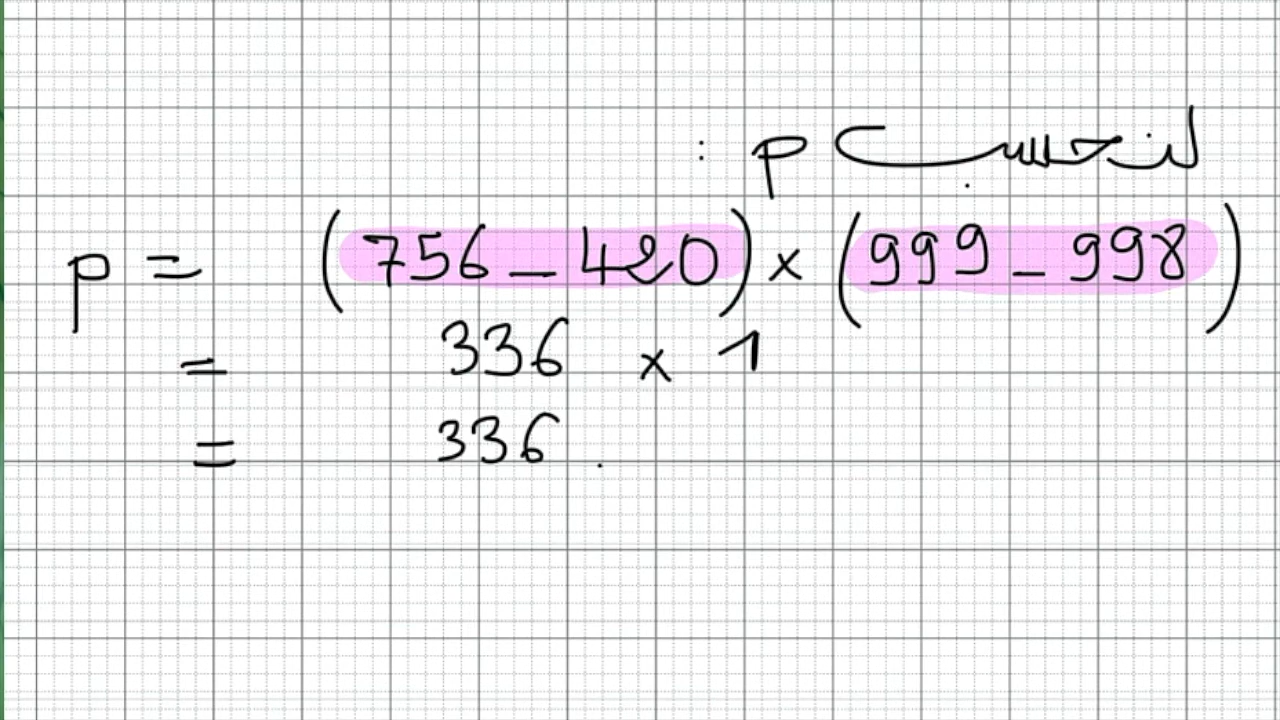 لنحسب p :
p = (756 - 420) x (999 - 998)
= 336 x 1
= 336 .